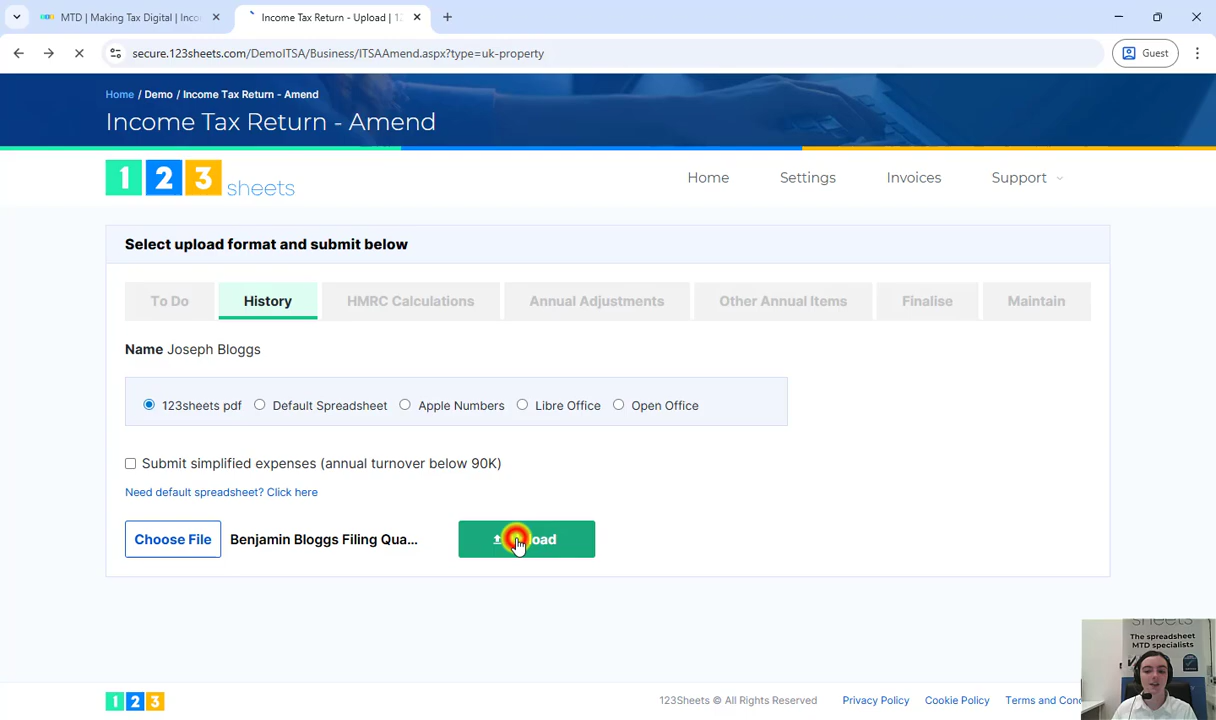 MTD | Making Tax Digital | Inco
Income Tax Return - Upload | 1
secure.123sheets.com/DemoITSA/Business/ITSAAmend.aspx?type=uk-property
Guest
Home / Demo / Income Tax Return - Amend
Income Tax Return - Amend
123 sheets
Home
Settings
Invoices
Support
Select upload format and submit below
To Do
History
HMRC Calculations
Annual Adjustments
Other Annual Items
Finalise
Maintain
Name Joseph Bloggs
123sheets pdf
Default Spreadsheet
Apple Numbers
Libre Office
Open Office
Submit simplified expenses (annual turnover below 90K)
Need default spreadsheet? Click here
Choose File
Benjamin Bloggs Filing Qua...
sheets
The spreadsheet
MTD specialists
123
123Sheets © All Rights Reserved
Privacy Policy
Cookie Policy
Terms and Cond